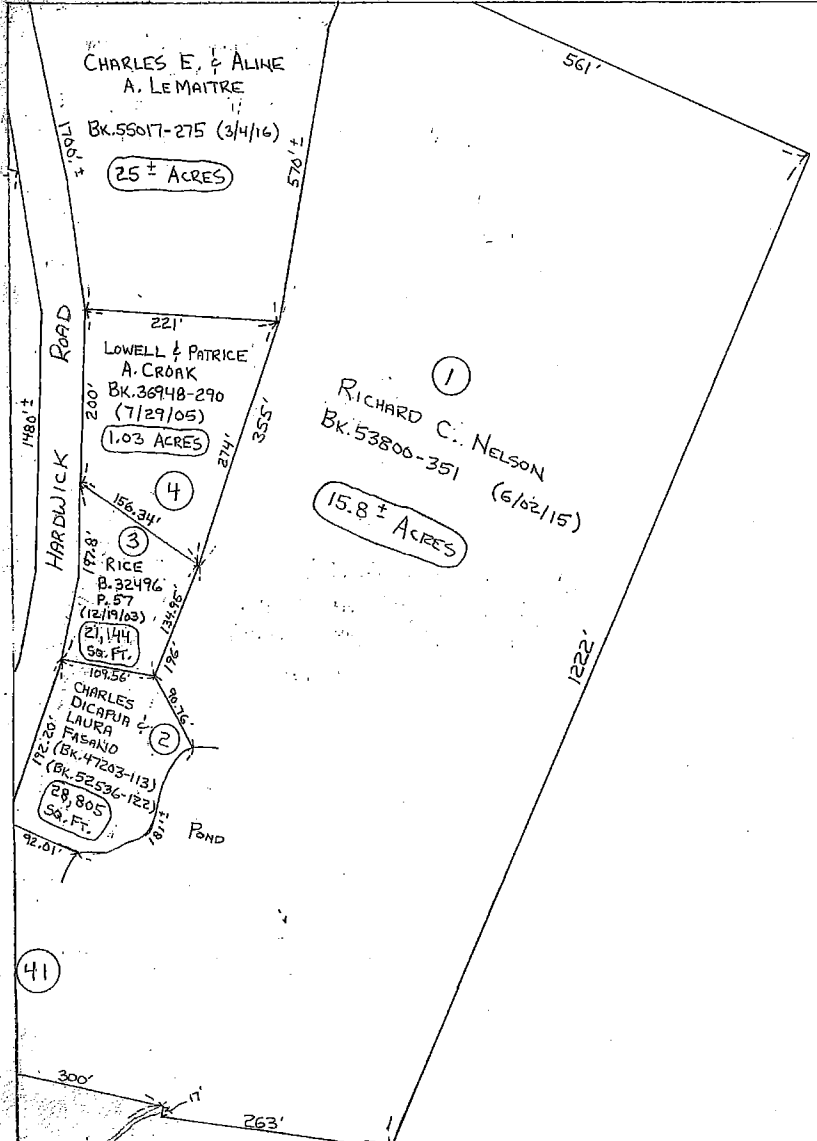 CHARLES E. & ALINE
A. LEMAITRE
BK.55017-275 (3/4/16)
25 ± ACRES
1700' ±
570' ±
561'
221'
HARDWICK ROAD
1480' ±
LOWELL & PATRICE
A. CROAK
BK.36948-290
(7/29/05)
1.03 ACRES
200'
274'
355'
4
156.34'
1
RICHARD C. NELSON
BK.53800-351 (6/02/15)
15.8 ± ACRES
1222'
3
RICE
B.32496
P.57
(12/19/03)
21,144
SQ.FT.
197.8'
134.95'
196'
109.56'
90.76'
CHARLES
DICAPUA &
LAURA
FASANO
(BK.47203-113)
(BK.52536-122)
28,805
SQ.FT.
2
192.20'
181' ±
92.01'
POND
41
300'
17'
263'